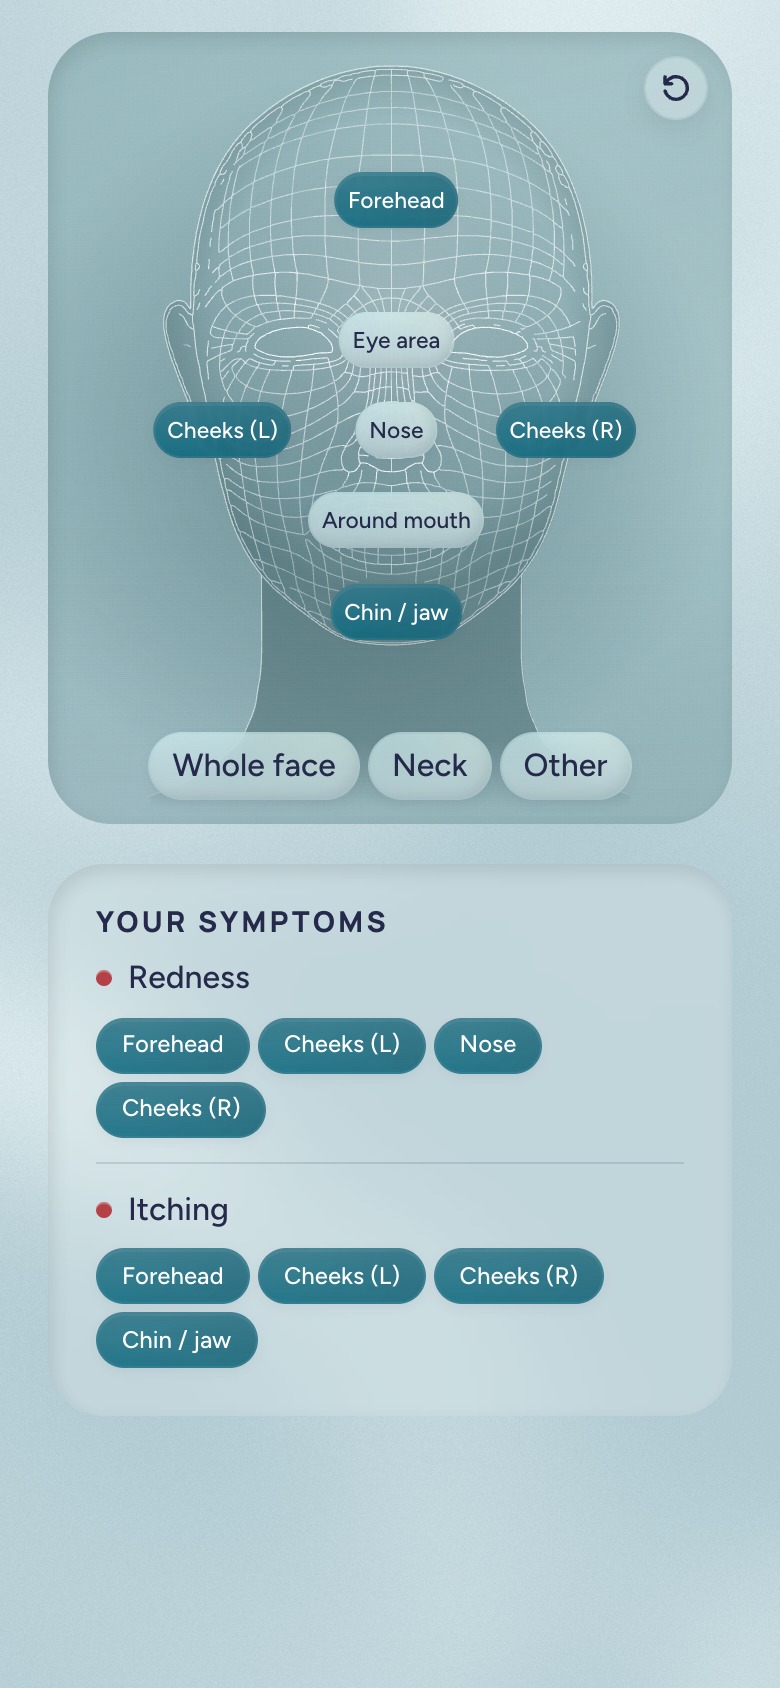 Forehead
Eye area
Cheeks (L) Nose Cheeks (R)
Around mouth
Chin / jaw
Whole face Neck Other
YOUR SYMPTOMS
Redness
Forehead Cheeks (L) Nose
Cheeks (R)
Itching
Forehead Cheeks (L) Cheeks (R)
Chin / jaw